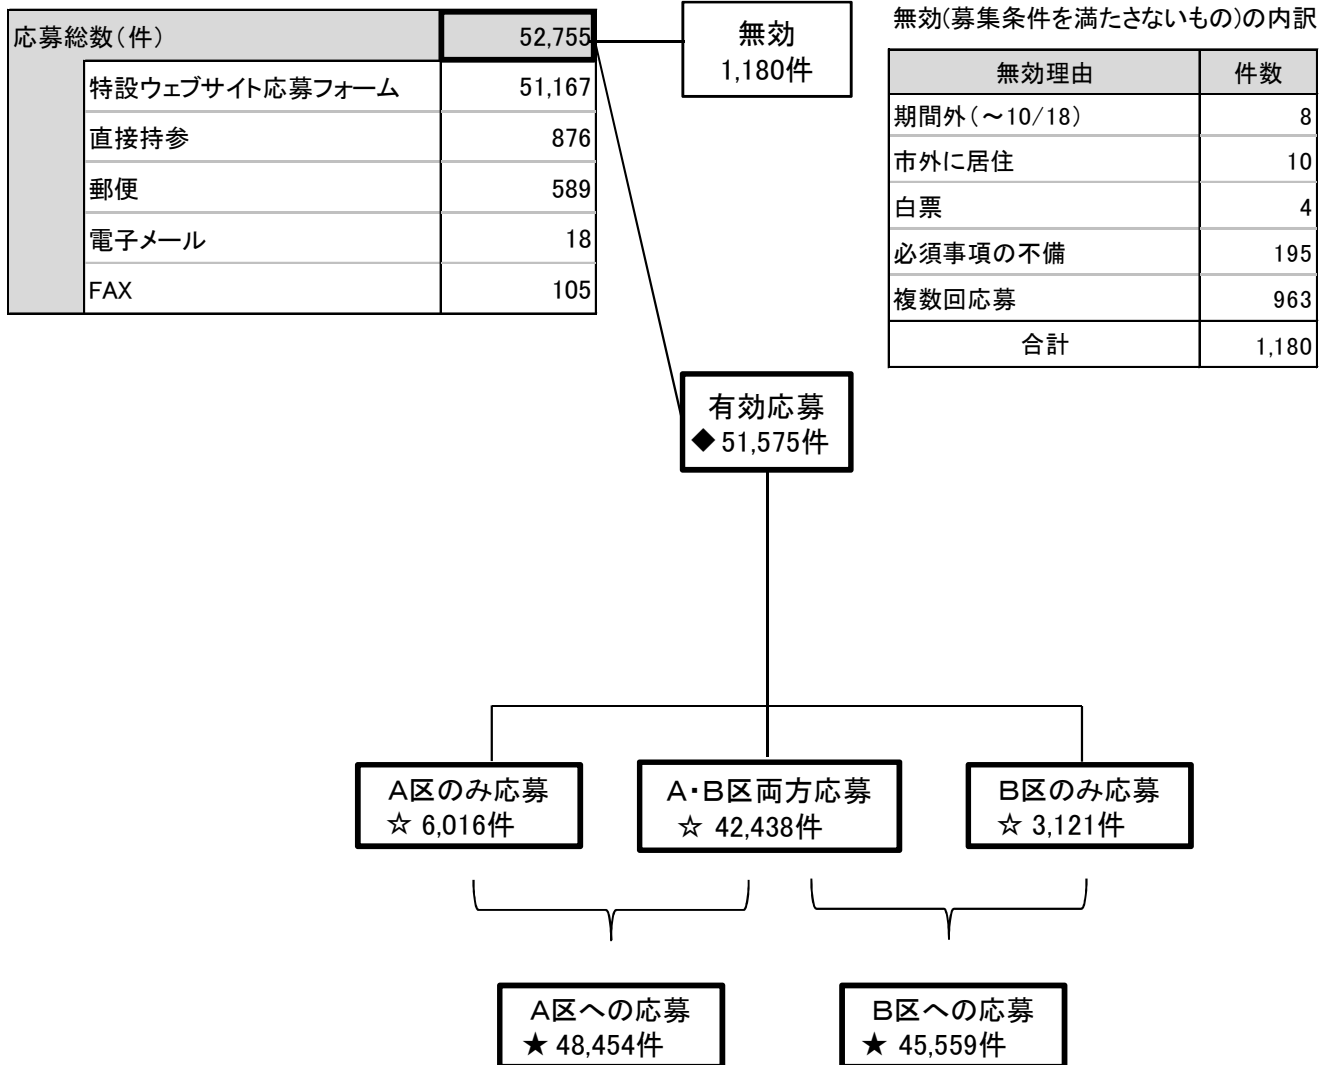 応募総数（件） 52,755
特設ウェブサイト応募フォーム 51,167
直接持参 876
郵便 589
電子メール 18
FAX 105
無効
1,180件
無効(募集条件を満たさないもの)の内訳
無効理由 件数
期間外（～10/18） 8
市外に居住 10
白票 4
必須事項の不備 195
複数回応募 963
合計 1,180
有効応募
◆ 51,575件
A区のみ応募
☆ 6,016件
A・B区両方応募
☆ 42,438件
B区のみ応募
☆ 3,121件
A区への応募
★ 48,454件
B区への応募
★ 45,559件